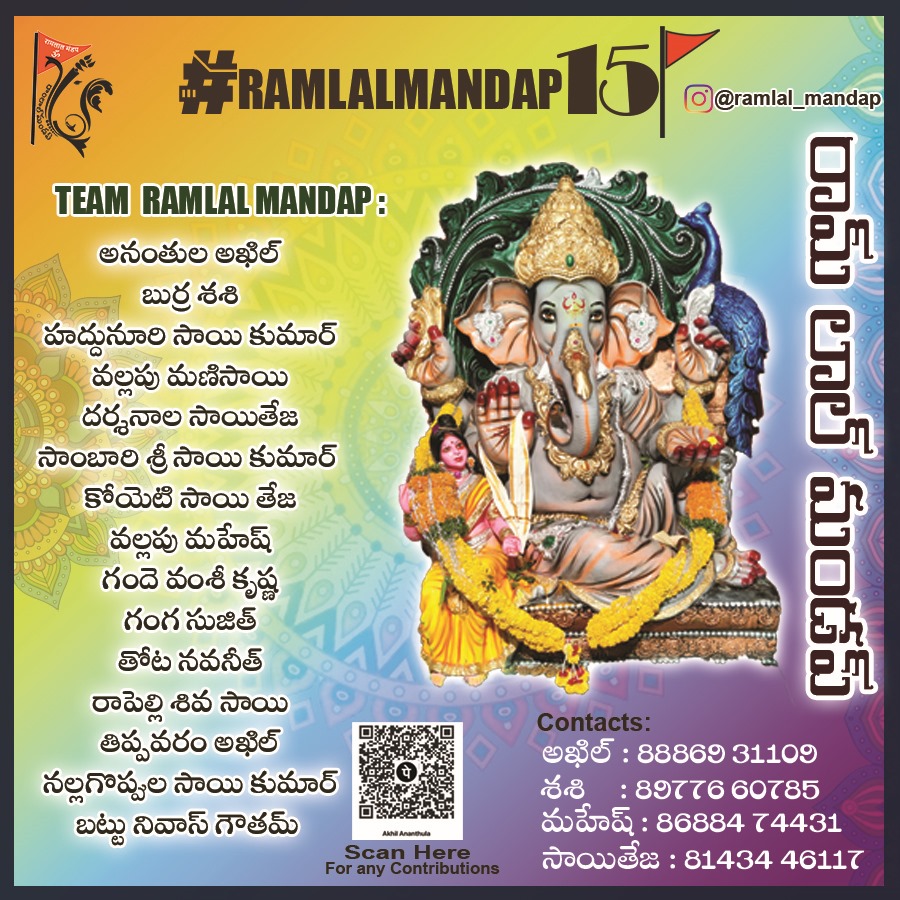 रामलाल मंडप
ॐ
#RAMLALMANDAP15
@ramlal_mandap
రామ్ లాల్ మండప్
TEAM RAMLAL MANDAP :
అనంతుల అఖిల్
బుర్ర శశి
హద్దునూరి సాయి కుమార్
వల్లపు మణిసాయి
దర్శనాల సాయితేజ
సాంబారి శ్రీ సాయి కుమార్
కోయెటి సాయి తేజ
వల్లపు మహేష్
గందె వంశీ కృష్ణ
గంగ సుజిత్
తోట నవనీత్
రాపెల్లి శివ సాయి
తిప్పవరం అఖిల్
నల్లగొప్పుల సాయి కుమార్
బట్టు నివాస్ గౌతమ్
Akhil Ananthula
Scan Here
For any Contributions
Contacts:
అఖిల్ : 88869 31109
శశి : 89776 60785
మహేష్ : 86884 74431
సాయితేజ : 81434 46117